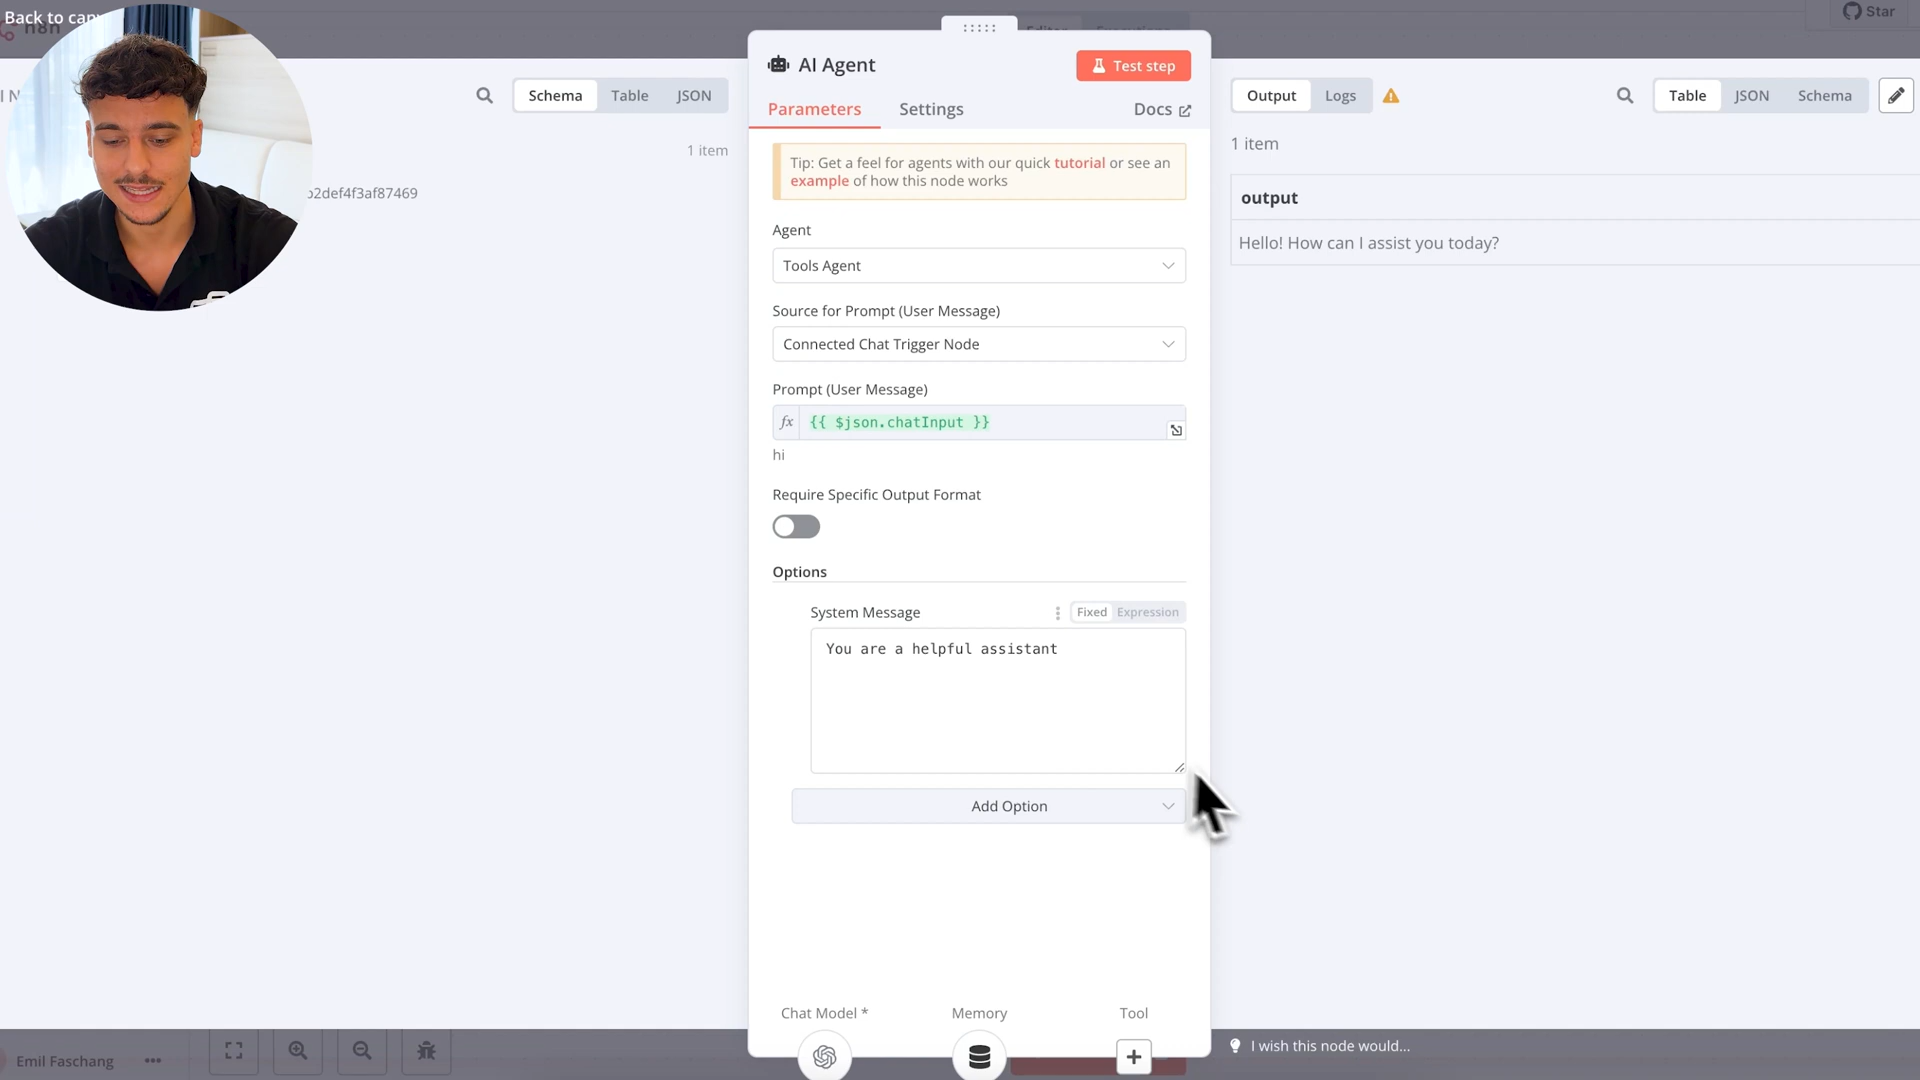 Back to can
n8n
Editor
Executions
Star
AI Agent
Test step
Schema
Table
JSON
Parameters
Settings
Docs
Output
Logs
Table
JSON
Schema
1 item
1 item
Tip: Get a feel for agents with our quick tutorial or see an
example of how this node works
2def4f3af87469
output
Hello! How can I assist you today?
Agent
Tools Agent
Source for Prompt (User Message)
Connected Chat Trigger Node
Prompt (User Message)
fx {{ $json.chatInput }}
hi
Require Specific Output Format
Options
System Message
Fixed
Expression
You are a helpful assistant
Add Option
Chat Model *
Memory
Tool
Emil Faschang
I wish this node would...